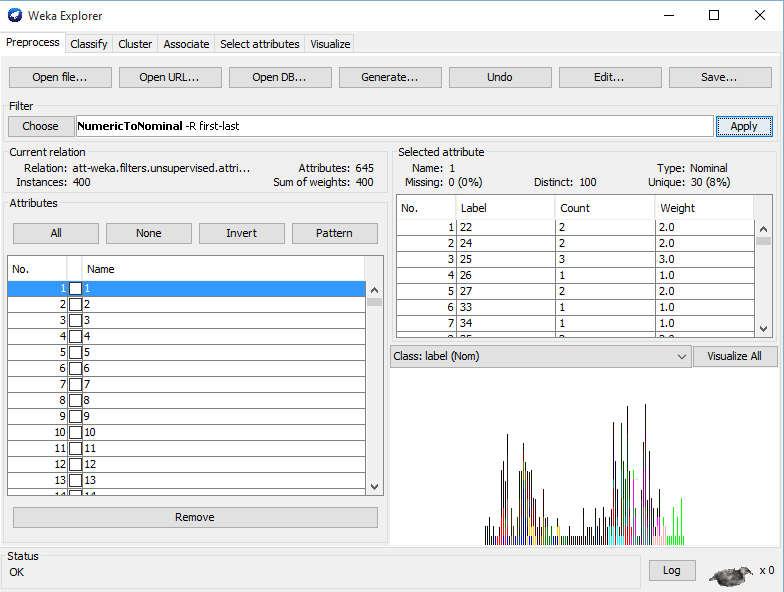 Weka Explorer
Preprocess Classify Cluster Associate Select attributes Visualize
Open file... Open URL... Open DB... Generate... Undo Edit... Save...
Filter
Choose NumericToNominal -R first-last Apply
Current relation
Relation: att-weka.filters.unsupervised.attri... Attributes: 645
Instances: 400 Sum of weights: 400
Attributes
All None Invert Pattern
No. Name
1 1
2 2
3 3
4 4
5 5
6 6
7 7
8 8
9 9
10 10
11 11
12 12
13 13
14 14
Remove
Selected attribute
Name: 1 Type: Nominal
Missing: 0 (0%) Distinct: 100 Unique: 30 (8%)
No. Label Count Weight
1 22 2 2.0
2 24 2 2.0
3 25 3 3.0
4 26 1 1.0
5 27 2 2.0
6 33 1 1.0
7 34 1 1.0
Class: label (Nom) Visualize All
Status
OK
Log x 0